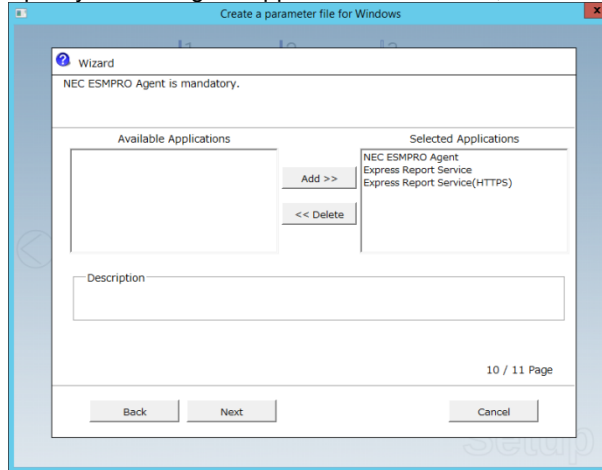 Create a parameter file for Windows
x
Wizard
NEC ESMPRO Agent is mandatory.
Available Applications
Selected Applications
NEC ESMPRO Agent
Express Report Service
Express Report Service(HTTPS)
Add >>
<< Delete
Description
10 / 11 Page
Back
Next
Cancel
Setup